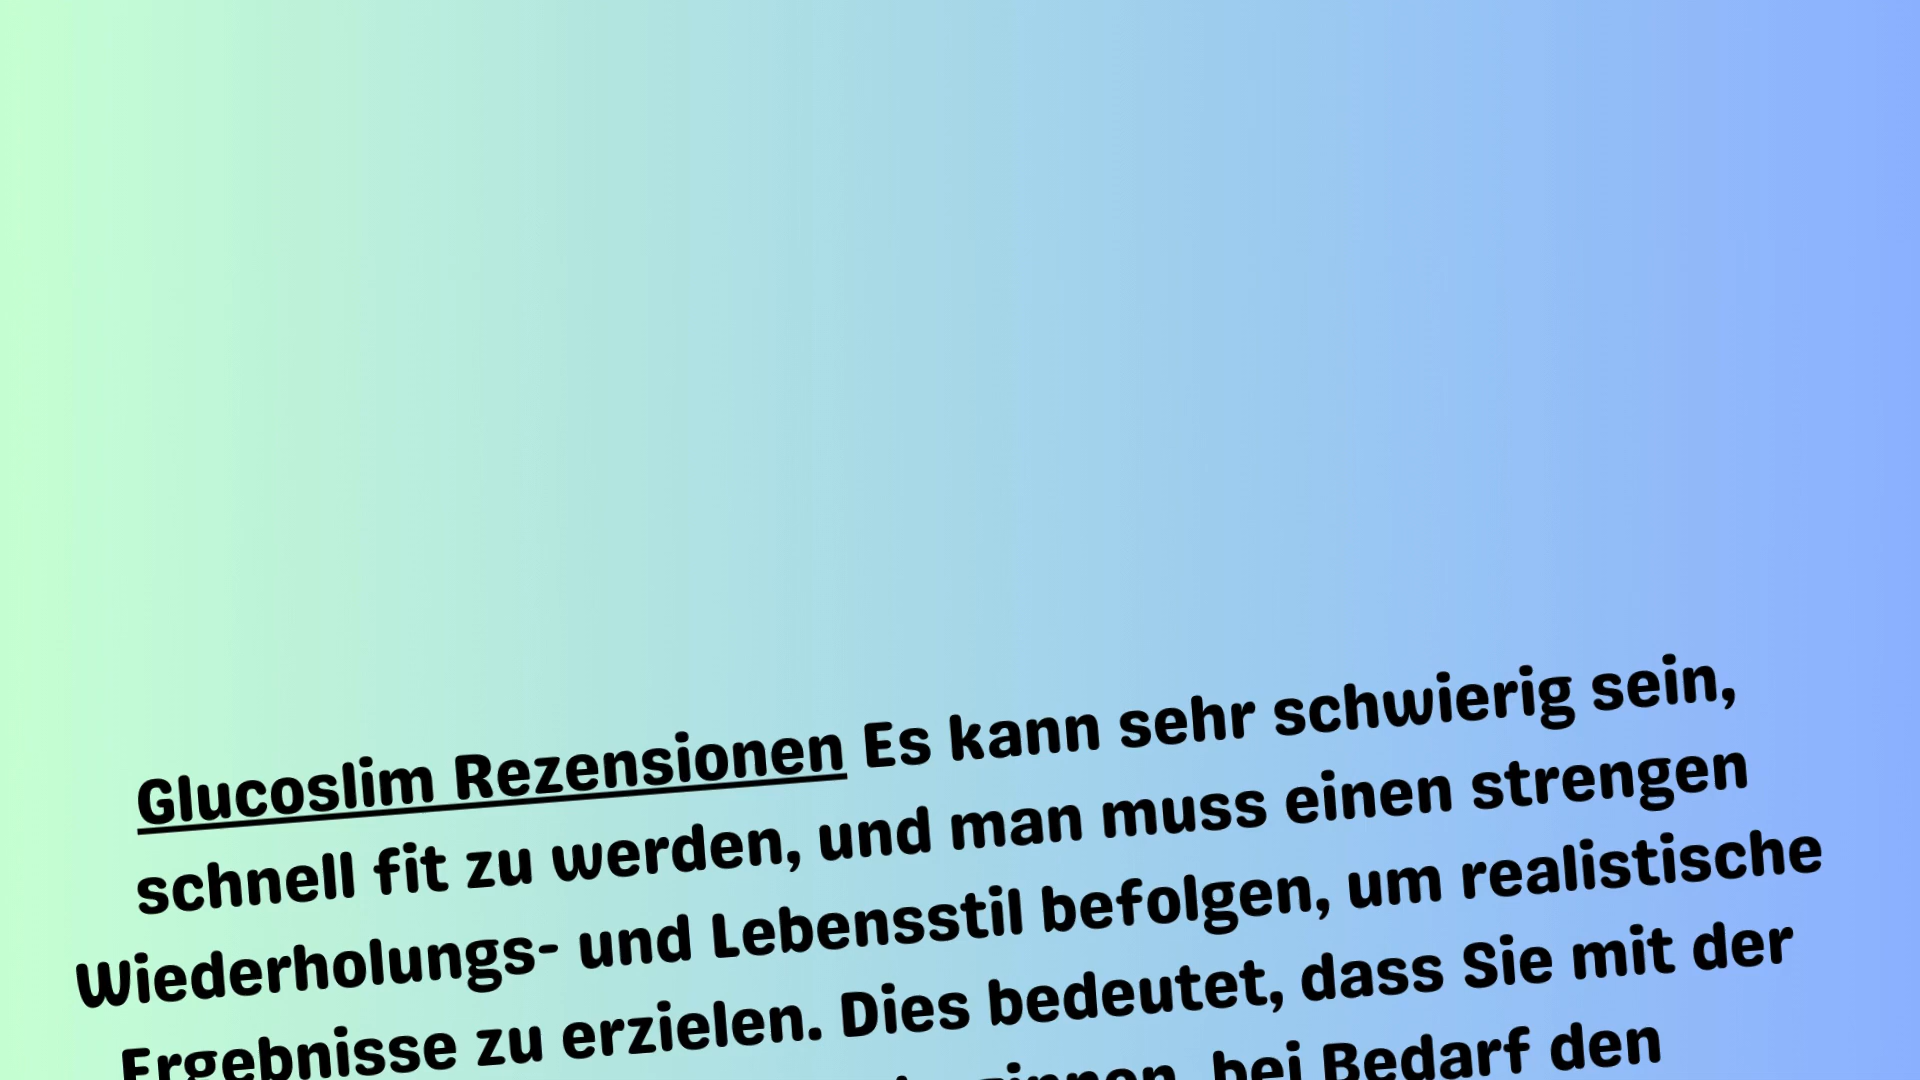 Glucoslim Rezensionen Es kann sehr schwierig sein,
schnell fit zu werden, und man muss einen strengen
Wiederholungs- und Lebensstil befolgen, um realistische
Ergebnisse zu erzielen. Dies bedeutet, dass Sie mit der
bei Bedarf den